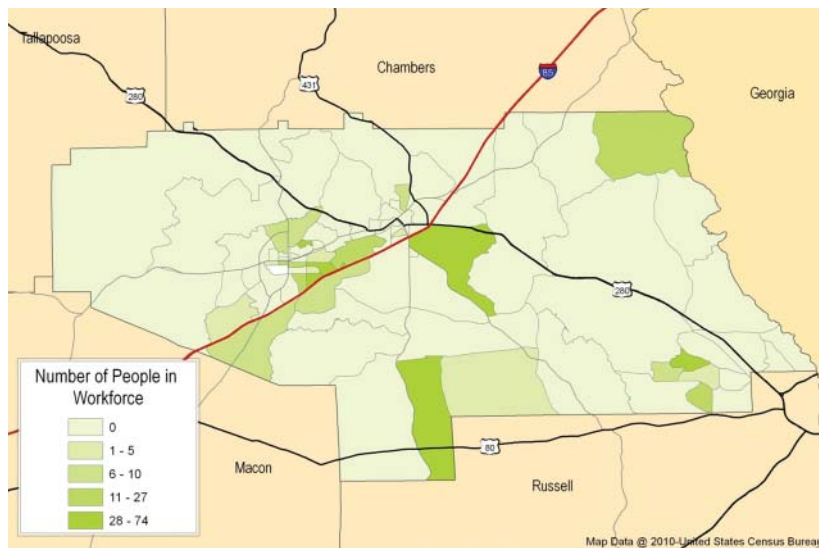 Tallapoosa
Chambers
Georgia
280
431
85
280
Number of People in
Workforce
0
1 - 5
6 - 10
11 - 27
28 - 74
Macon
80
Russell
Map Data @ 2010-United States Census Bureau